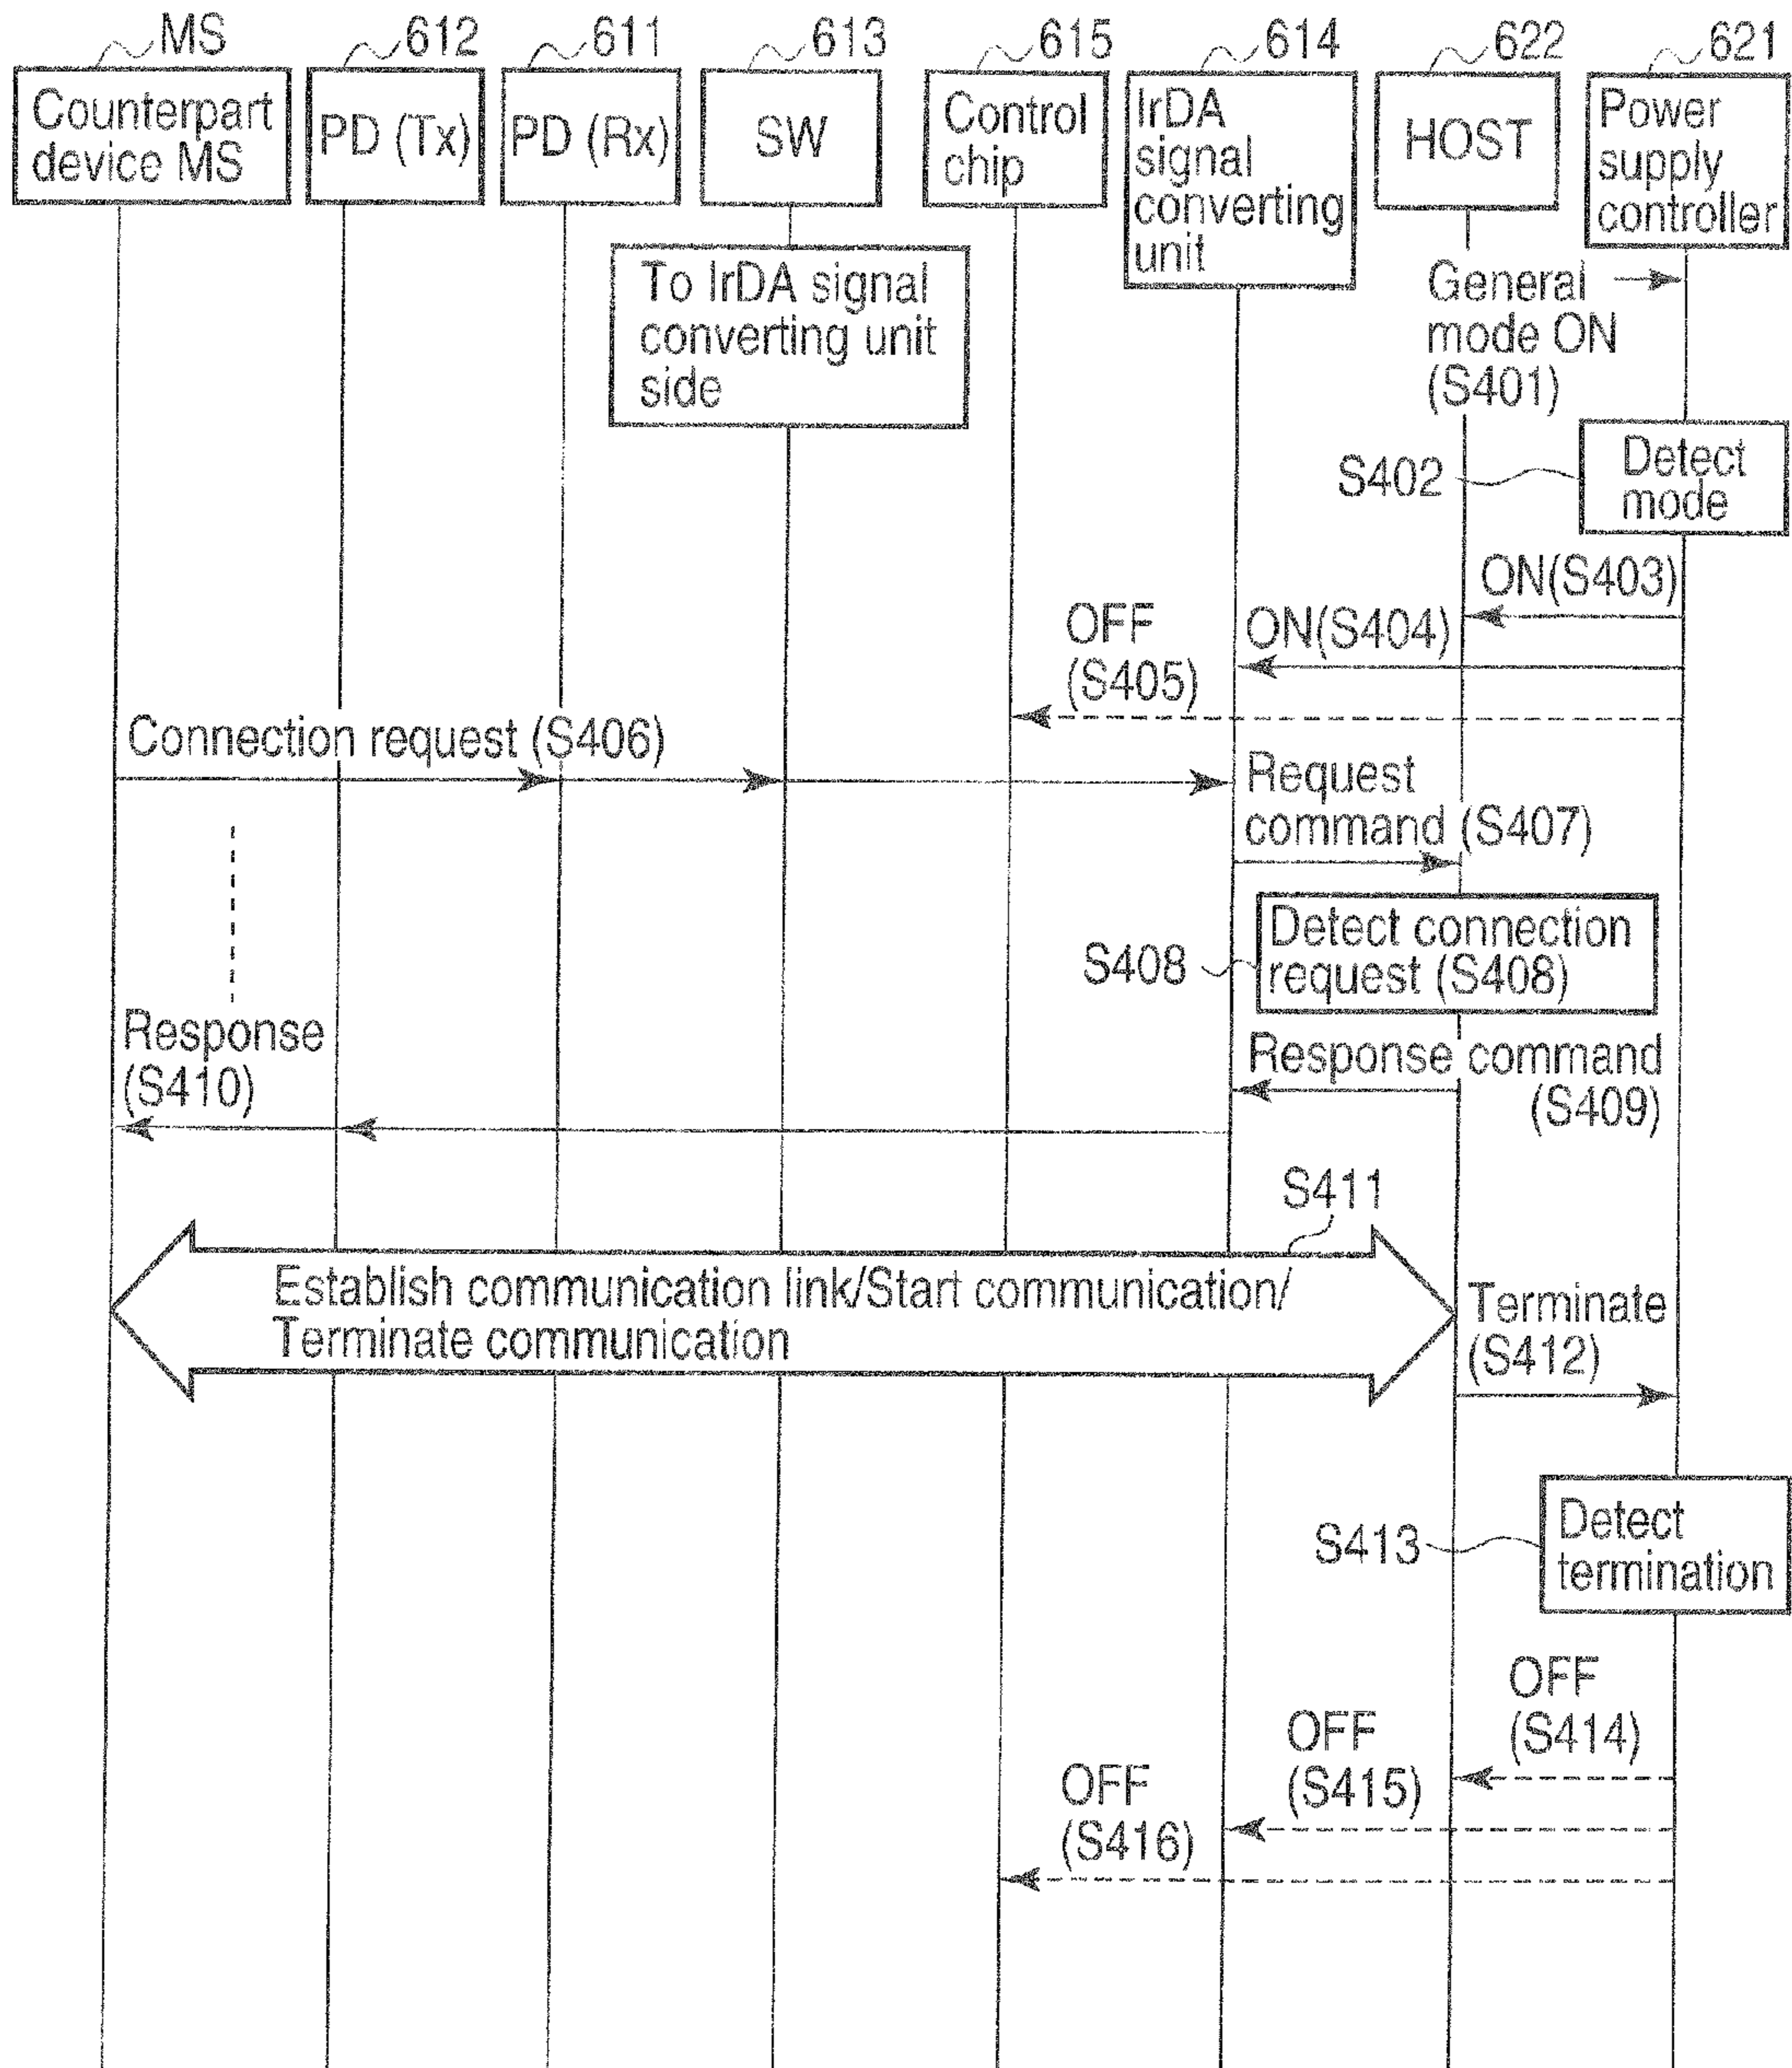 MS
612
611
613
615
614
622
621
Counterpart
device MS
PD (Tx)
PD (Rx)
SW
Control
chip
IrDA
signal
converting
unit
HOST
Power
supply
controller
To IrDA signal
converting unit
side
General
mode ON
(S401)
S402
Detect
mode
ON(S403)
ON(S404)
OFF
(S405)
Connection request (S406)
Request
command (S407)
S408
Detect connection
request (S408)
Response command
(S409)
Response
(S410)
S411
Establish communication link/Start communication/
Terminate communication
Terminate
(S412)
S413
Detect
termination
OFF
(S414)
OFF
(S415)
OFF
(S416)